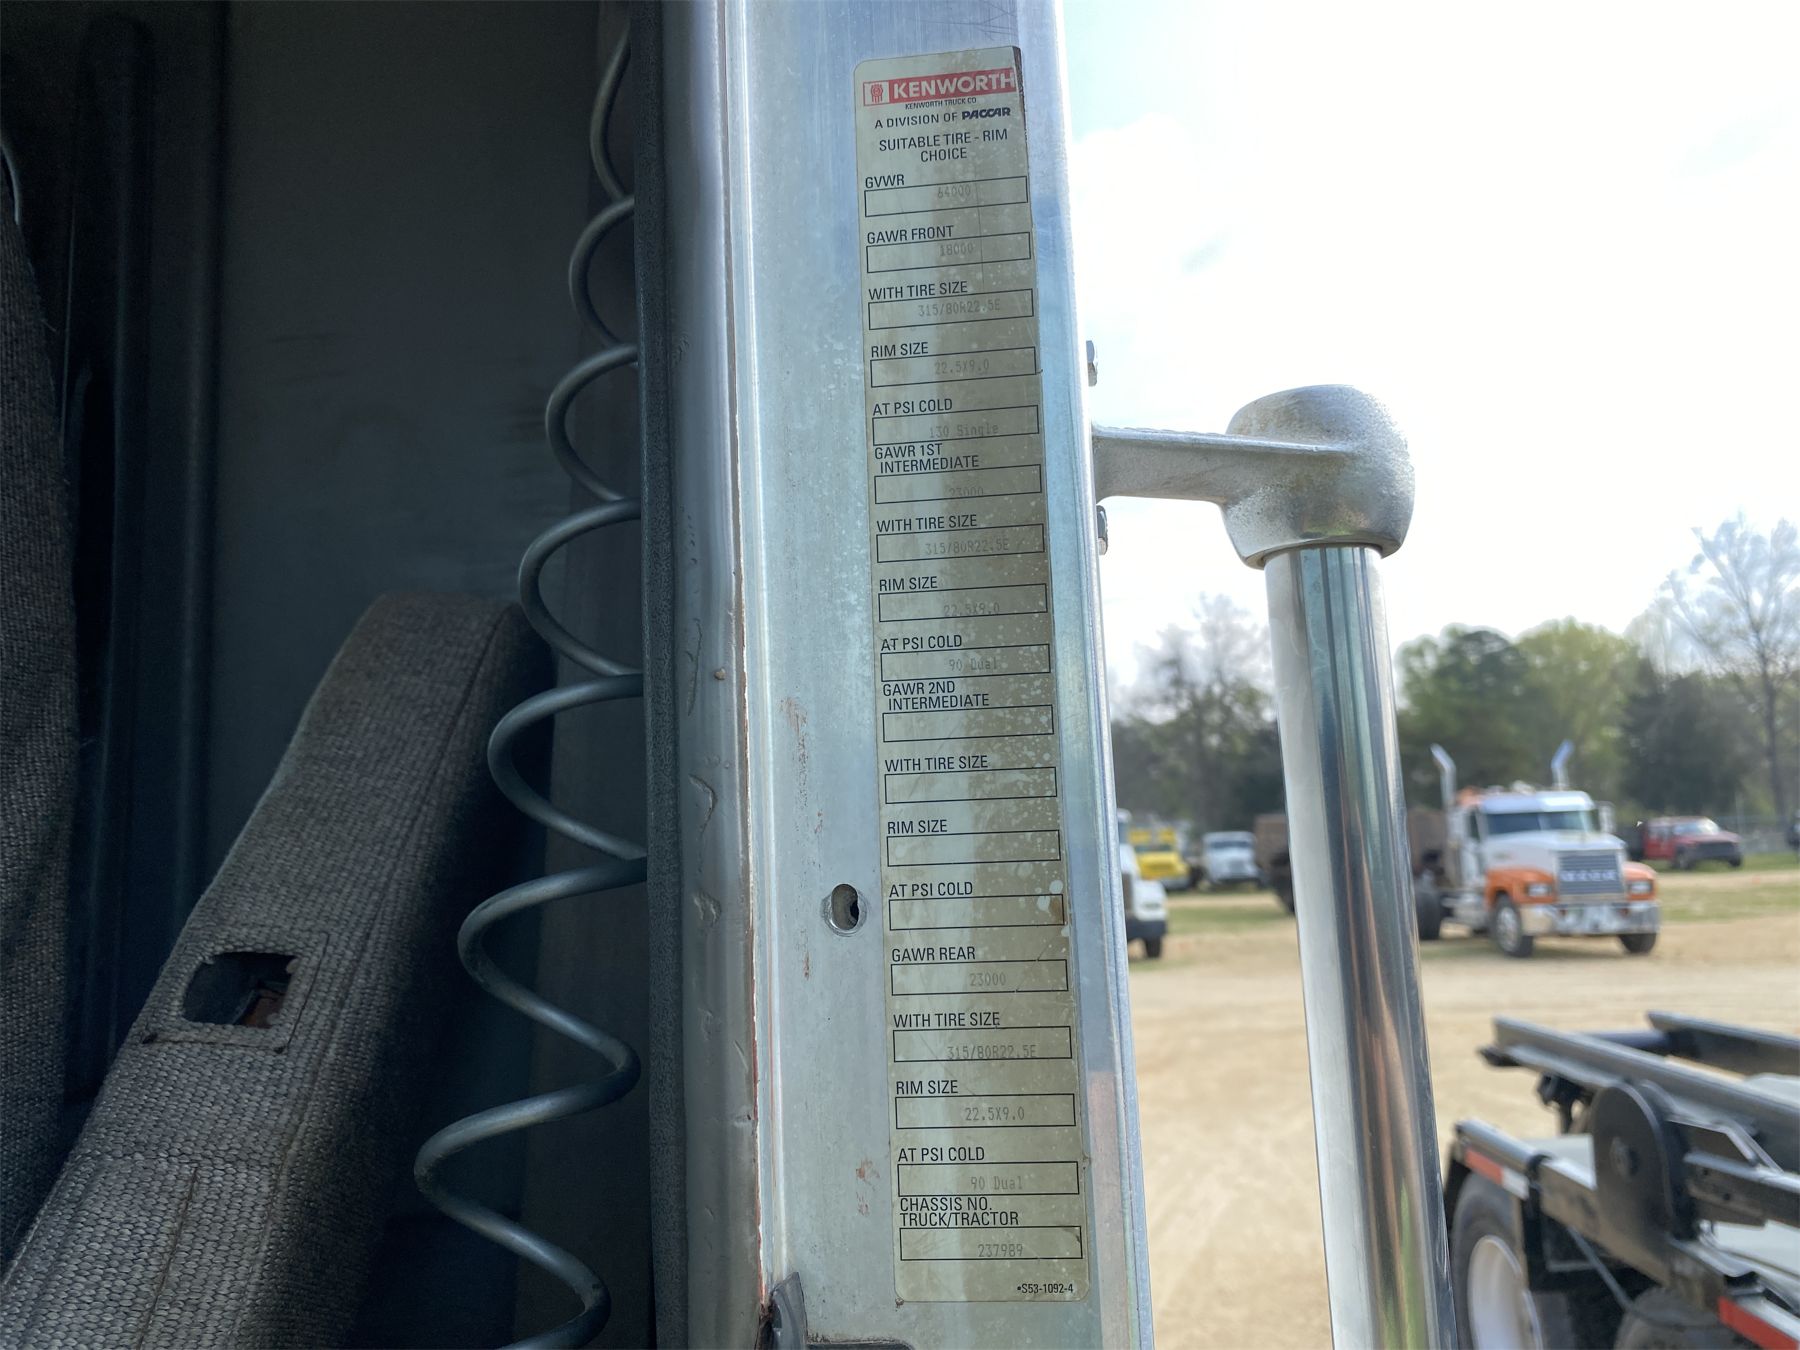 KENWORTH
KENWORTH TRUCK CO
A DIVISION OF PACCAR
SUITABLE TIRE - RIM
CHOICE
GVWR
64000
GAWR FRONT
18000
WITH TIRE SIZE
315/80R22.5E
RIM SIZE
22.5X9.0
AT PSI COLD
130 Single
GAWR 1ST
INTERMEDIATE
23000
WITH TIRE SIZE
315/80R22.5E
RIM SIZE
22.5X9.0
AT PSI COLD
90 Dual
GAWR 2ND
INTERMEDIATE
WITH TIRE SIZE
RIM SIZE
AT PSI COLD
GAWR REAR
23000
WITH TIRE SIZE
315/80R22.5E
RIM SIZE
22.5X9.0
AT PSI COLD
90 Dual
CHASSIS NO.
TRUCK/TRACTOR
237989
•S53-1092-4